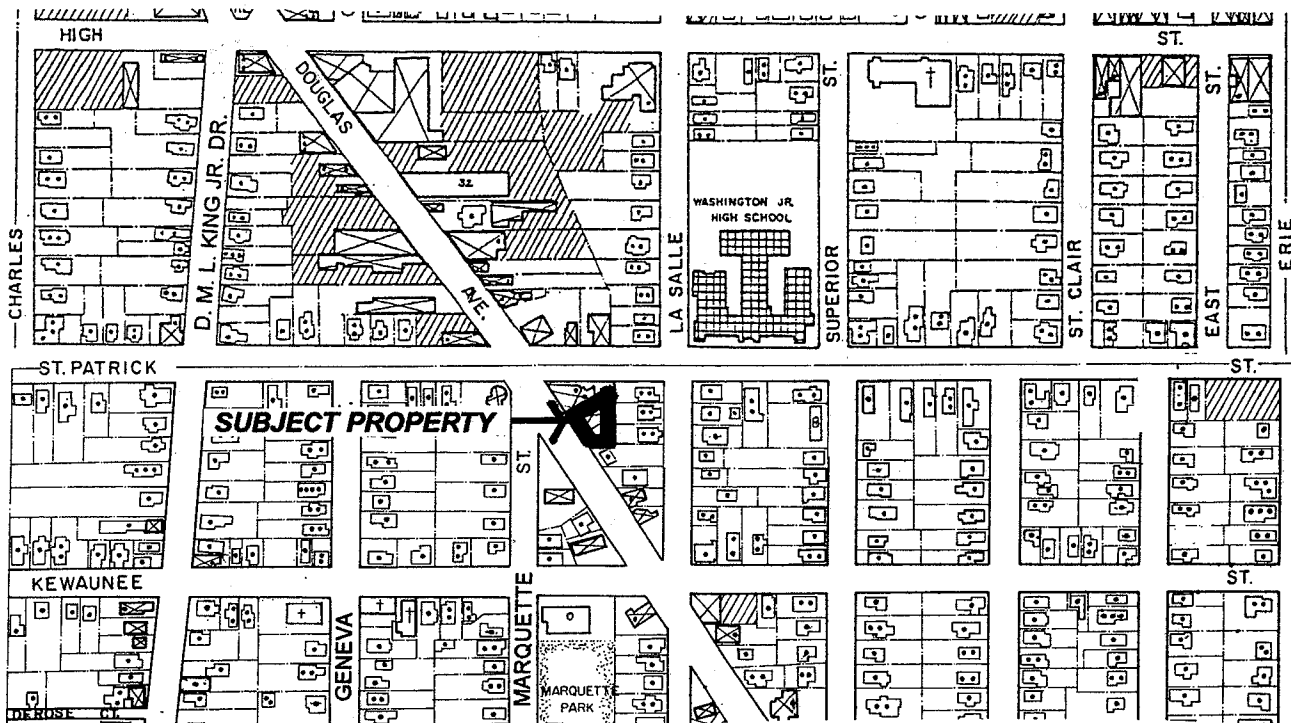 HIGH
ST.
DOUGLAS
AVE.
CHARLES
D. M. L. KING JR. DR.
32
WASHINGTON JR.
HIGH SCHOOL
LA SALLE
SUPERIOR
ST.
ST. CLAIR
EAST
ST.
ERIE
ST. PATRICK
ST.
SUBJECT PROPERTY
ST.
8
KEWAUNEE
ST.
GENEVA
MARQUETTE
MARQUETTE
PARK
DE ROSE CT.